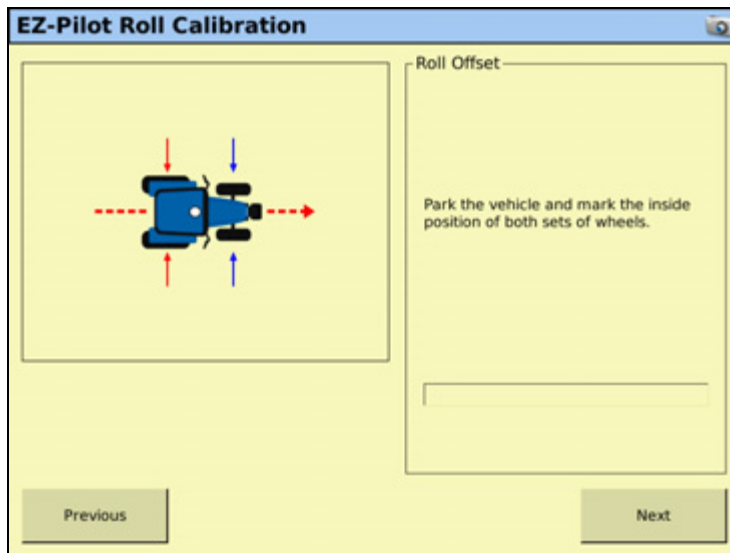 EZ-Pilot Roll Calibration
Roll Offset
Park the vehicle and mark the inside
position of both sets of wheels.
Previous
Next